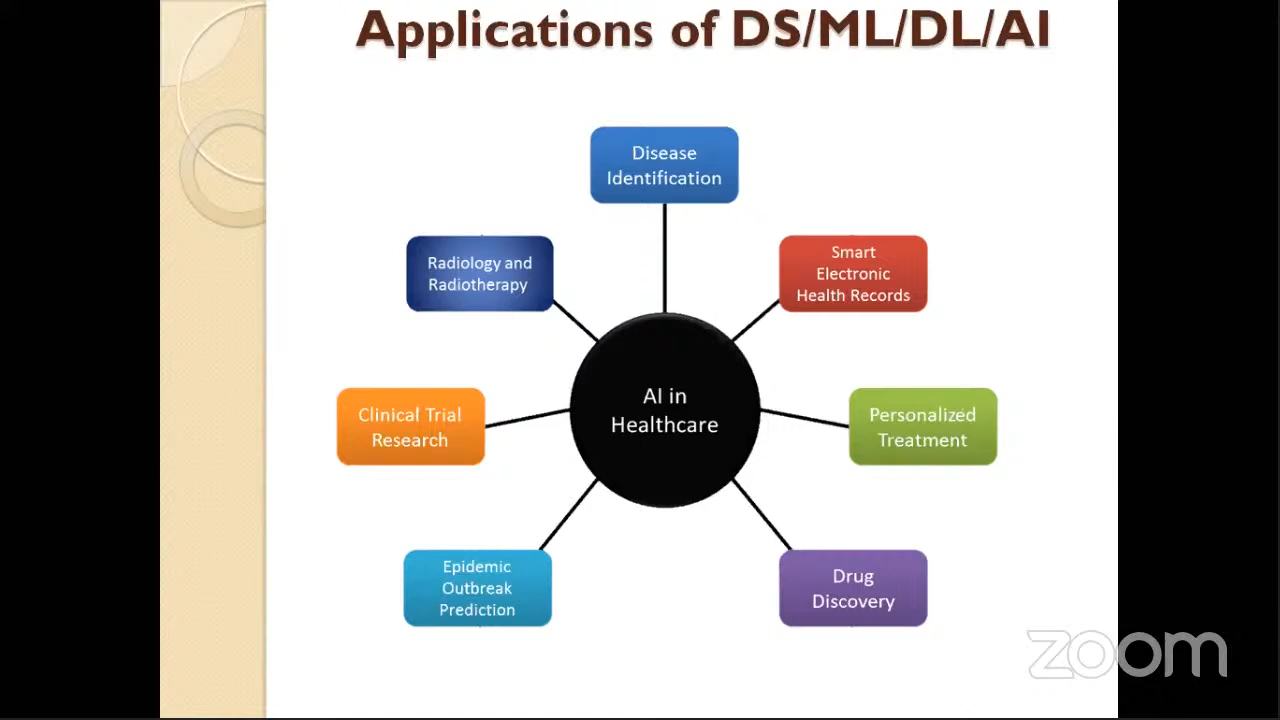 Applications of DS/ML/DL/AI
Disease
Identification
Radiology and
Radiotherapy
Smart
Electronic
Health Records
AI in
Healthcare
Clinical Trial
Research
Personalized
Treatment
Epidemic
Outbreak
Prediction
Drug
Discovery
zoom